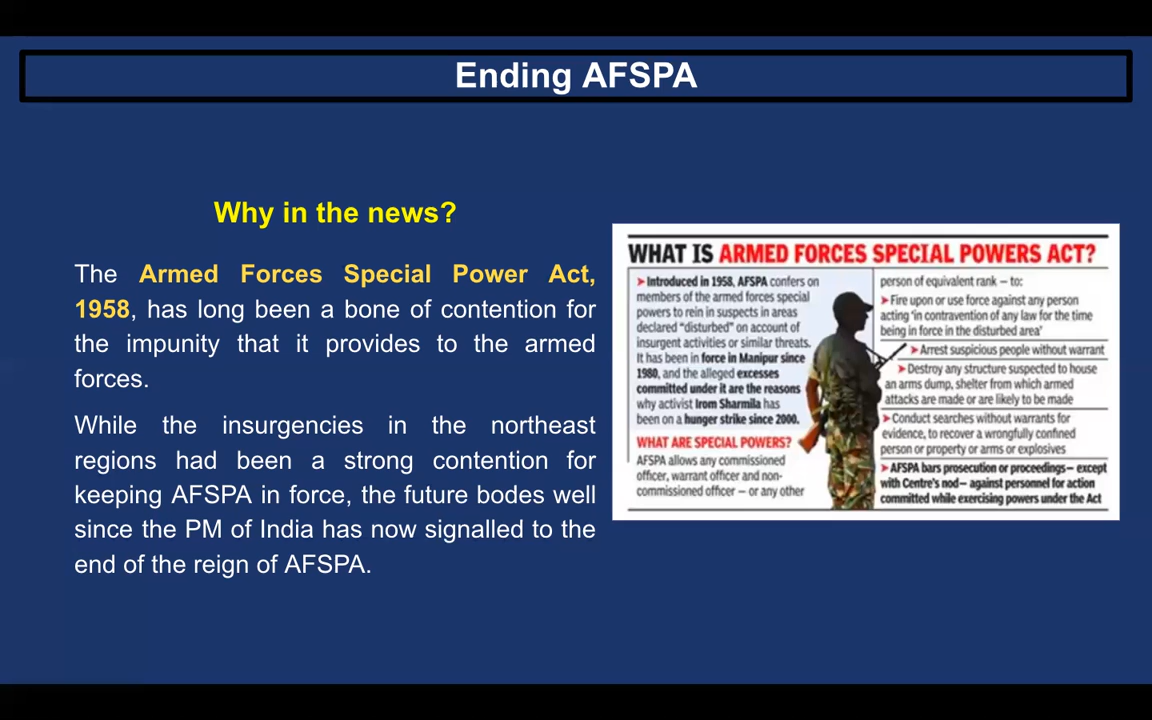 Ending AFSPA
Why in the news?
The Armed Forces Special Power Act,
1958, has long been a bone of contention for
the impunity that it provides to the armed
forces.
While the insurgencies in the northeast
regions had been a strong contention for
keeping AFSPA in force, the future bodes well
since the PM of India has now signalled to the
end of the reign of AFSPA.
WHAT IS ARMED FORCES SPECIAL POWERS ACT?
➤Introduced in 1958, AFSPA confers on
members of the armed forces special
powers to rein in suspects in areas
declared “disturbed” on account of
insurgent activities or similar threats.
It has been in force in Manipur since
1980, and the alleged excesses
committed under it are the reasons
why activist Irom Sharmila has
been on a hunger strike since 2000.
WHAT ARE SPECIAL POWERS?
AFSPA allows any commissioned
officer, warrant officer and non-
commissioned officer – or any other
person of equivalent rank – to:
➤Fire upon or use force against any person
acting ‘in contravention of any law for the time
being in force in the disturbed area’
➤Arrest suspicious people without warrant
➤Destroy any structure suspected to house
an arms dump, shelter from which armed
attacks are made or are likely to be made
➤Conduct searches without warrants for
evidence, to recover a wrongfully confined
person or property or arms or explosives
➤AFSPA bars prosecution or proceedings– except
with Centre's nod– against personnel for action
committed while exercising powers under the Act